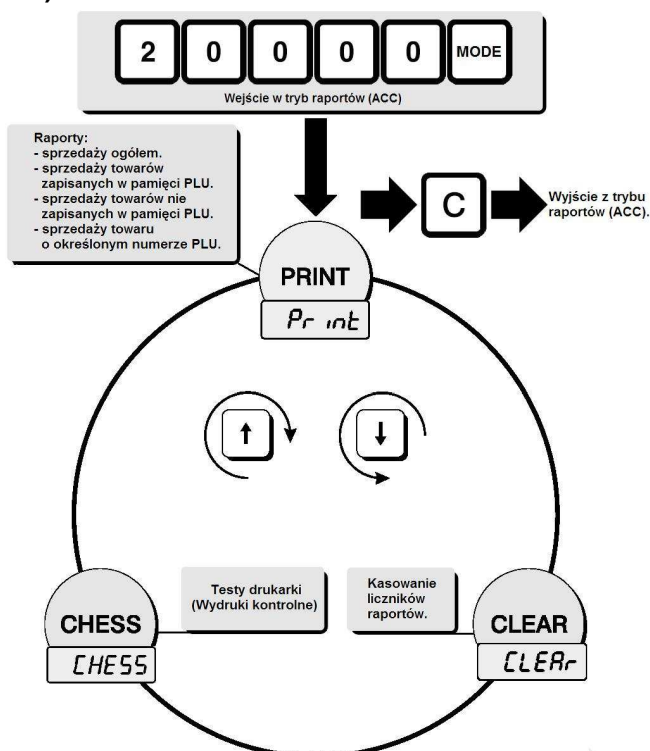 2 0 0 0 0 MODE
Wejście w tryb raportów (ACC)
Raporty:
- sprzedaży ogółem.
- sprzedaży towarów
zapisanych w pamięci PLU.
- sprzedaży towarów nie
zapisanych w pamięci PLU.
- sprzedaży towaru
o określonym numerze PLU.
C
Wyjście z trybu
raportów (ACC).
PRINT
Print
↑ ↓
Testy drukarki
(Wydruki kontrolne)
Kasowanie
liczników
raportów.
CHESS
CHESS
CLEAR
CLEAr